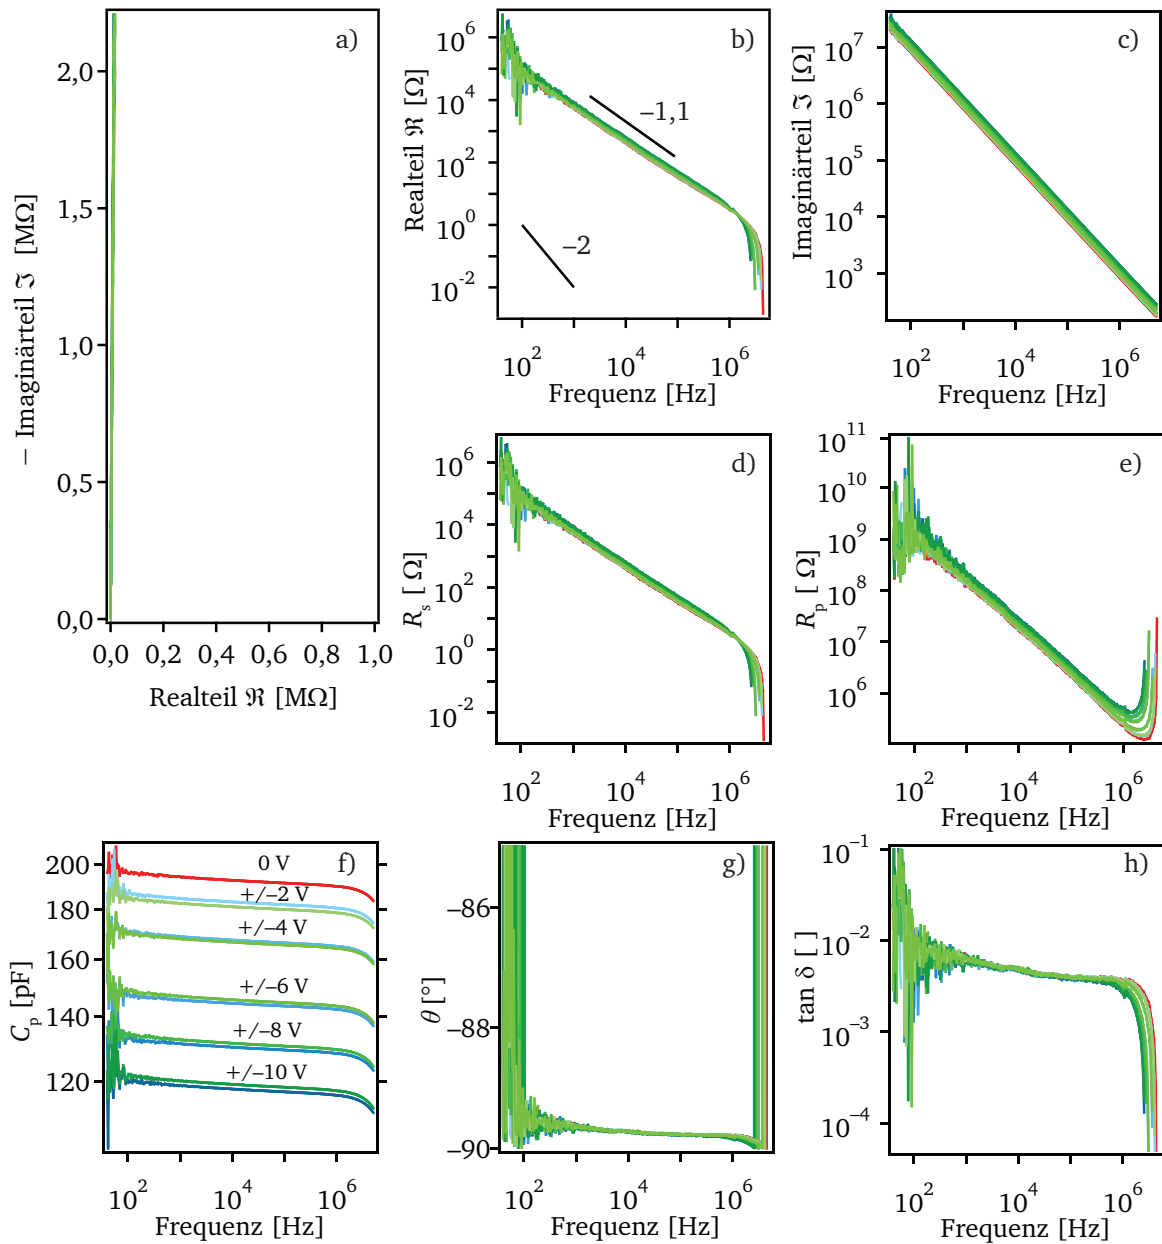 a)
2,0
1,5
1,0
0,5
0,0
− Imaginärteil ℑ [MΩ]
0,0 0,2 0,4 0,6 0,8 1,0
Realteil ℜ [MΩ]
b)
10^6
10^4
10^2
10^0
10^-2
Realteil ℜ [Ω]
–1,1
–2
10^2 10^4 10^6
Frequenz [Hz]
c)
10^7
10^6
10^5
10^4
10^3
Imaginärteil ℑ [Ω]
10^2 10^4 10^6
Frequenz [Hz]
d)
10^6
10^4
10^2
10^0
10^-2
R_s [ Ω]
10^2 10^4 10^6
Frequenz [Hz]
e)
10^11
10^10
10^9
10^8
10^7
10^6
R_p [ Ω]
10^2 10^4 10^6
Frequenz [Hz]
f)
200
180
160
140
120
C_p [pF]
0 V
+/−2 V
+/−4 V
+/−6 V
+/−8 V
+/−10 V
10^2 10^4 10^6
Frequenz [Hz]
g)
−86
−88
−90
θ [°]
10^2 10^4 10^6
Frequenz [Hz]
h)
10^-1
10^-2
10^-3
10^-4
tan δ [ ]
10^2 10^4 10^6
Frequenz [Hz]